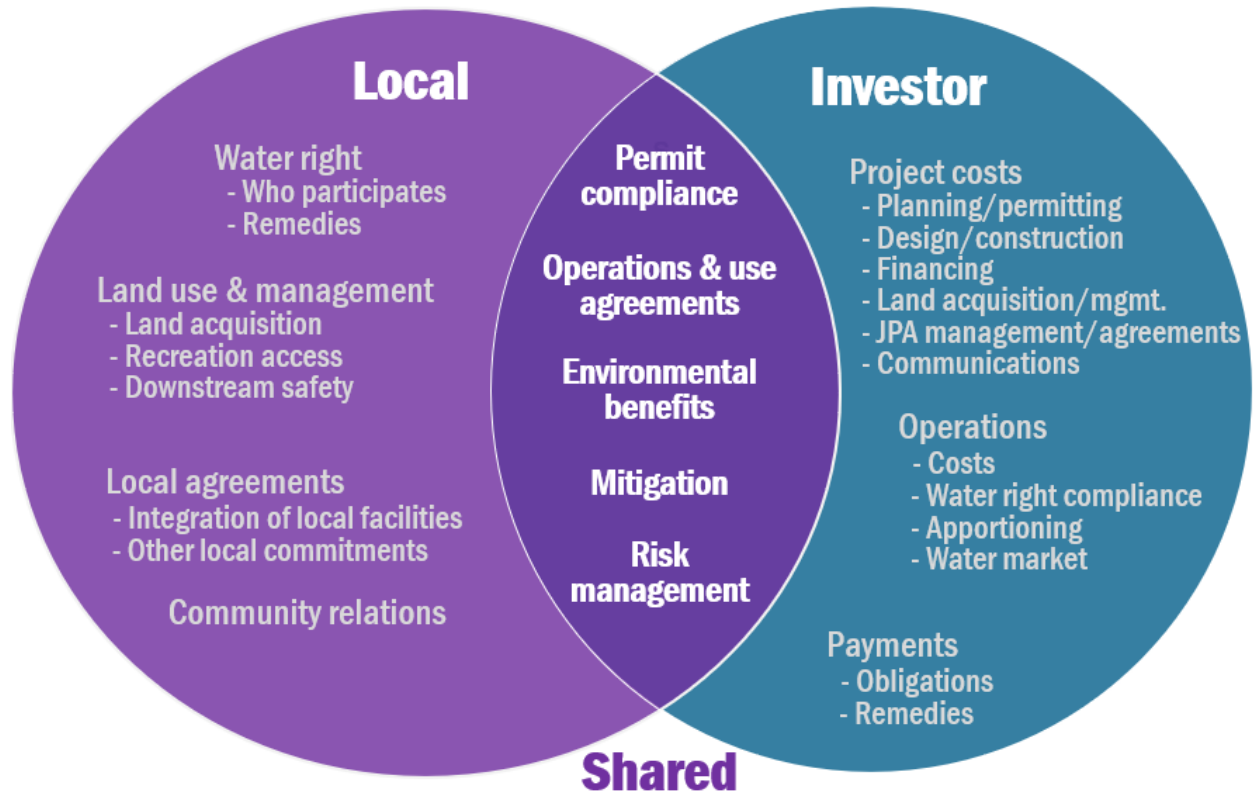 Local
Water right
- Who participates
- Remedies
Land use & management
- Land acquisition
- Recreation access
- Downstream safety
Local agreements
- Integration of local facilities
- Other local commitments
Community relations
Permit
compliance
Operations & use
agreements
Environmental
benefits
Mitigation
Risk
management
Shared
Investor
Project costs
- Planning/permitting
- Design/construction
- Financing
- Land acquisition/mgmt.
- JPA management/agreements
- Communications
Operations
- Costs
- Water right compliance
- Apportioning
- Water market
Payments
- Obligations
- Remedies